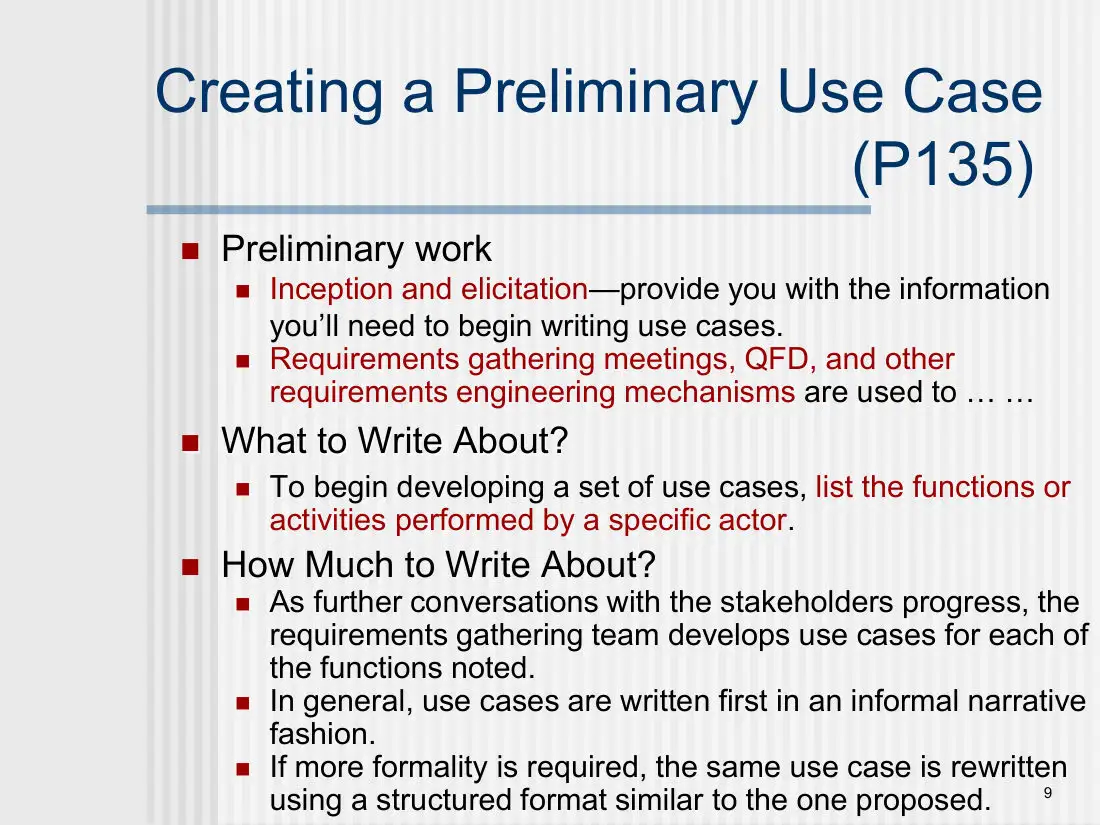 Creating a Preliminary Use Case
(P135)
Preliminary work
Inception and elicitation—provide you with the information
you’ll need to begin writing use cases.
Requirements gathering meetings, QFD, and other
requirements engineering mechanisms are used to … …
What to Write About?
To begin developing a set of use cases, list the functions or
activities performed by a specific actor.
How Much to Write About?
As further conversations with the stakeholders progress, the
requirements gathering team develops use cases for each of
the functions noted.
In general, use cases are written first in an informal narrative
fashion.
If more formality is required, the same use case is rewritten
using a structured format similar to the one proposed.
9